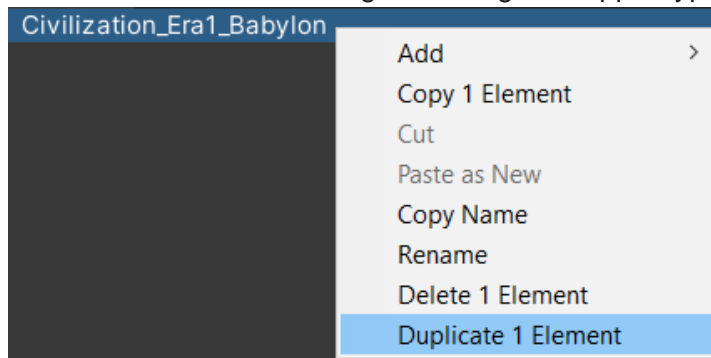 Civilization_Era1_Babylon
Add
Copy 1 Element
Cut
Paste as New
Copy Name
Rename
Delete 1 Element
Duplicate 1 Element